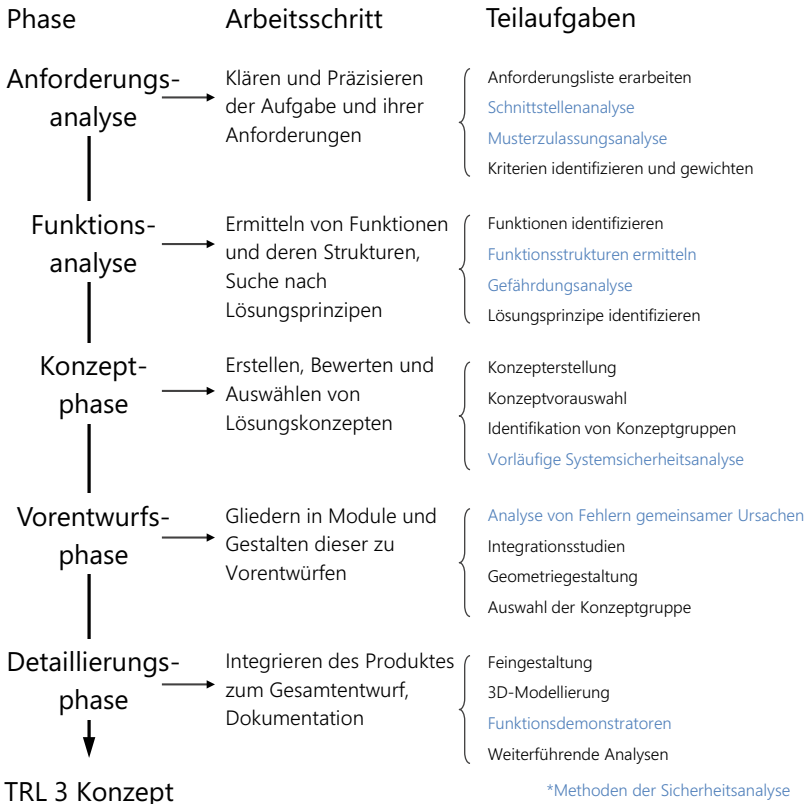 Phase Arbeitsschritt Teilaufgaben
Anforderungs-
analyse
Klären und Präzisieren
der Aufgabe und ihrer
Anforderungen
Anforderungsliste erarbeiten
Schnittstellenanalyse
Musterzulassungsanalyse
Kriterien identifizieren und gewichten
Funktions-
analyse
Ermitteln von Funktionen
und deren Strukturen,
Suche nach
Lösungsprinzipen
Funktionen identifizieren
Funktionsstrukturen ermitteln
Gefährdungsanalyse
Lösungsprinzipe identifizieren
Konzept-
phase
Erstellen, Bewerten und
Auswählen von
Lösungskonzepten
Konzepterstellung
Konzeptvorauswahl
Identifikation von Konzeptgruppen
Vorläufige Systemsicherheitsanalyse
Vorentwurfs-
phase
Gliedern in Module und
Gestalten dieser zu
Vorentwürfen
Analyse von Fehlern gemeinsamer Ursachen
Integrationsstudien
Geometriegestaltung
Auswahl der Konzeptgruppe
Detaillierungs-
phase
Integrieren des Produktes
zum Gesamtentwurf,
Dokumentation
Feingestaltung
3D-Modellierung
Funktionsdemonstratoren
Weiterführende Analysen
TRL 3 Konzept
*Methoden der Sicherheitsanalyse